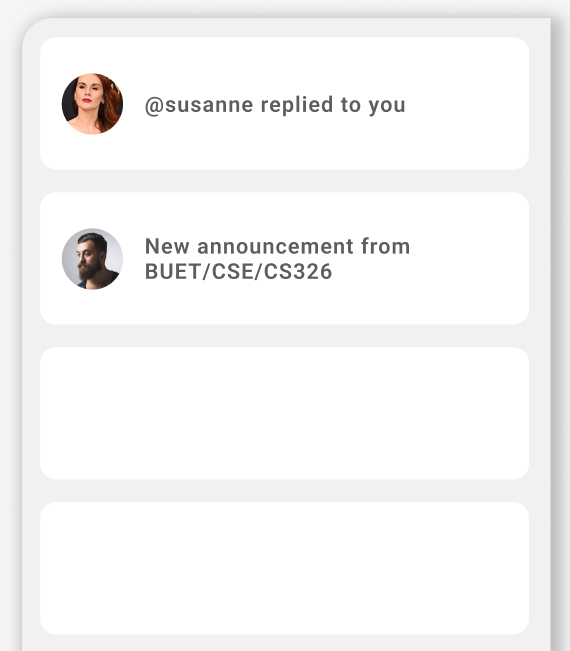 @susanne replied to you
New announcement from
BUET/CSE/CS326